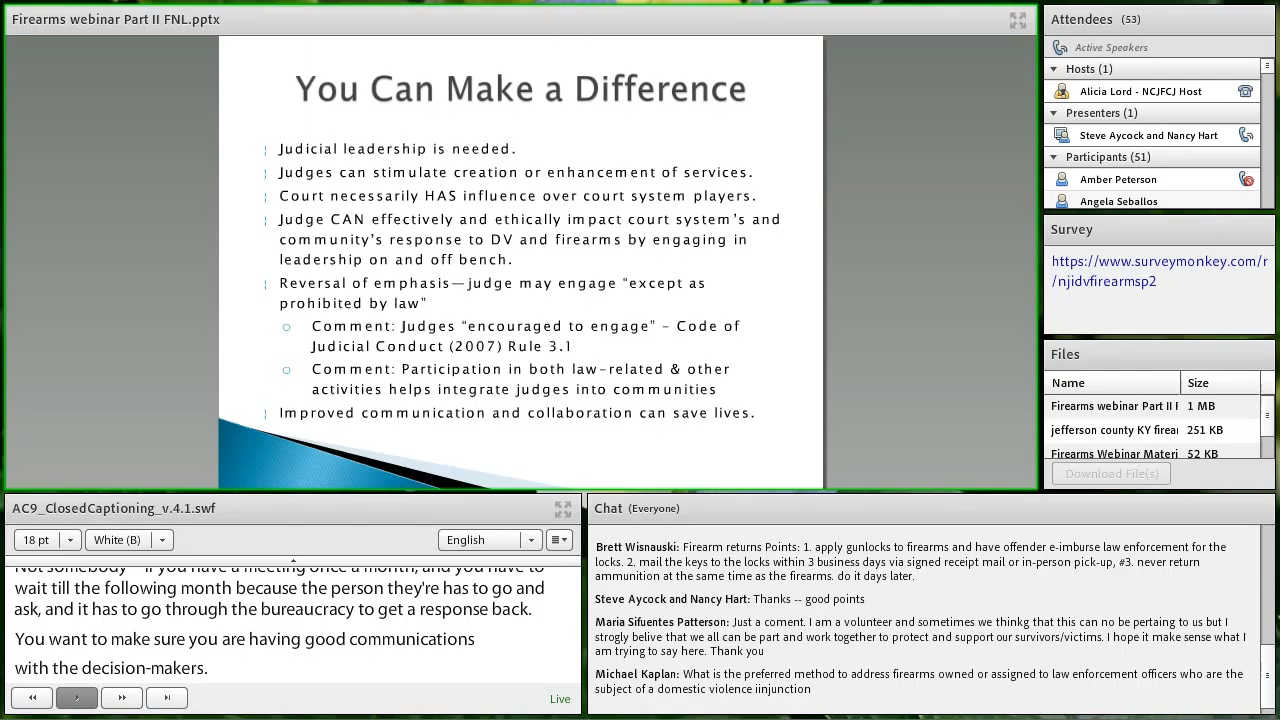 Firearms webinar Part II FNL.pptx
You Can Make a Difference
Judicial leadership is needed.
Judges can stimulate creation or enhancement of services.
Court necessarily HAS influence over court system players.
Judge CAN effectively and ethically impact court system’s and
community’s response to DV and firearms by engaging in
leadership on and off bench.
Reversal of emphasis—judge may engage “except as
prohibited by law”
Comment: Judges “encouraged to engage” – Code of
Judicial Conduct (2007) Rule 3.1
Comment: Participation in both law-related & other
activities helps integrate judges into communities
Improved communication and collaboration can save lives.
Attendees (53)
Active Speakers
Hosts (1)
Alicia Lord - NCJFCJ Host
Presenters (1)
Steve Aycock and Nancy Hart
Participants (51)
Amber Peterson
Angela Seballos
Survey
https://www.surveymonkey.com/r
/njidvfirearmsp2
Files
Name Size
Firearms webinar Part II 1 MB
jefferson county KY 251 KB
Firearms Webinar 52 KB
Download File(s)
AC9_ClosedCaptioning_v.4.1.swf
18 pt White (B) English
Not somebody - if you have a meeting once a month, and you have to
wait till the following month because the person they're has to go and
ask, and it has to go through the bureaucracy to get a response back.
You want to make sure you are having good communications
with the decision-makers.
Live
Chat (Everyone)
Brett Wisnauski: Firearm returns Points: 1. apply gunlocks to firearms and have offender e-imburse law enforcement for the
locks. 2. mail the keys to the locks within 3 business days via signed receipt mail or in-person pick-up, #3. never return
ammunition at the same time as the firearms. do it days later.
Steve Aycock and Nancy Hart: Thanks -- good points
Maria Sifuentes Patterson: Just a coment. I am a volunteer and sometimes we thinkg that this can no be pertaing to us but I
strogly belive that we all can be part and work together to protect and support our survivors/victims. I hope it make sense what I
am trying to say here. Thank you
Michael Kaplan: What is the preferred method to address firearms owned or assigned to law enforcement officers who are the
subject of a domestic violence iinjunction